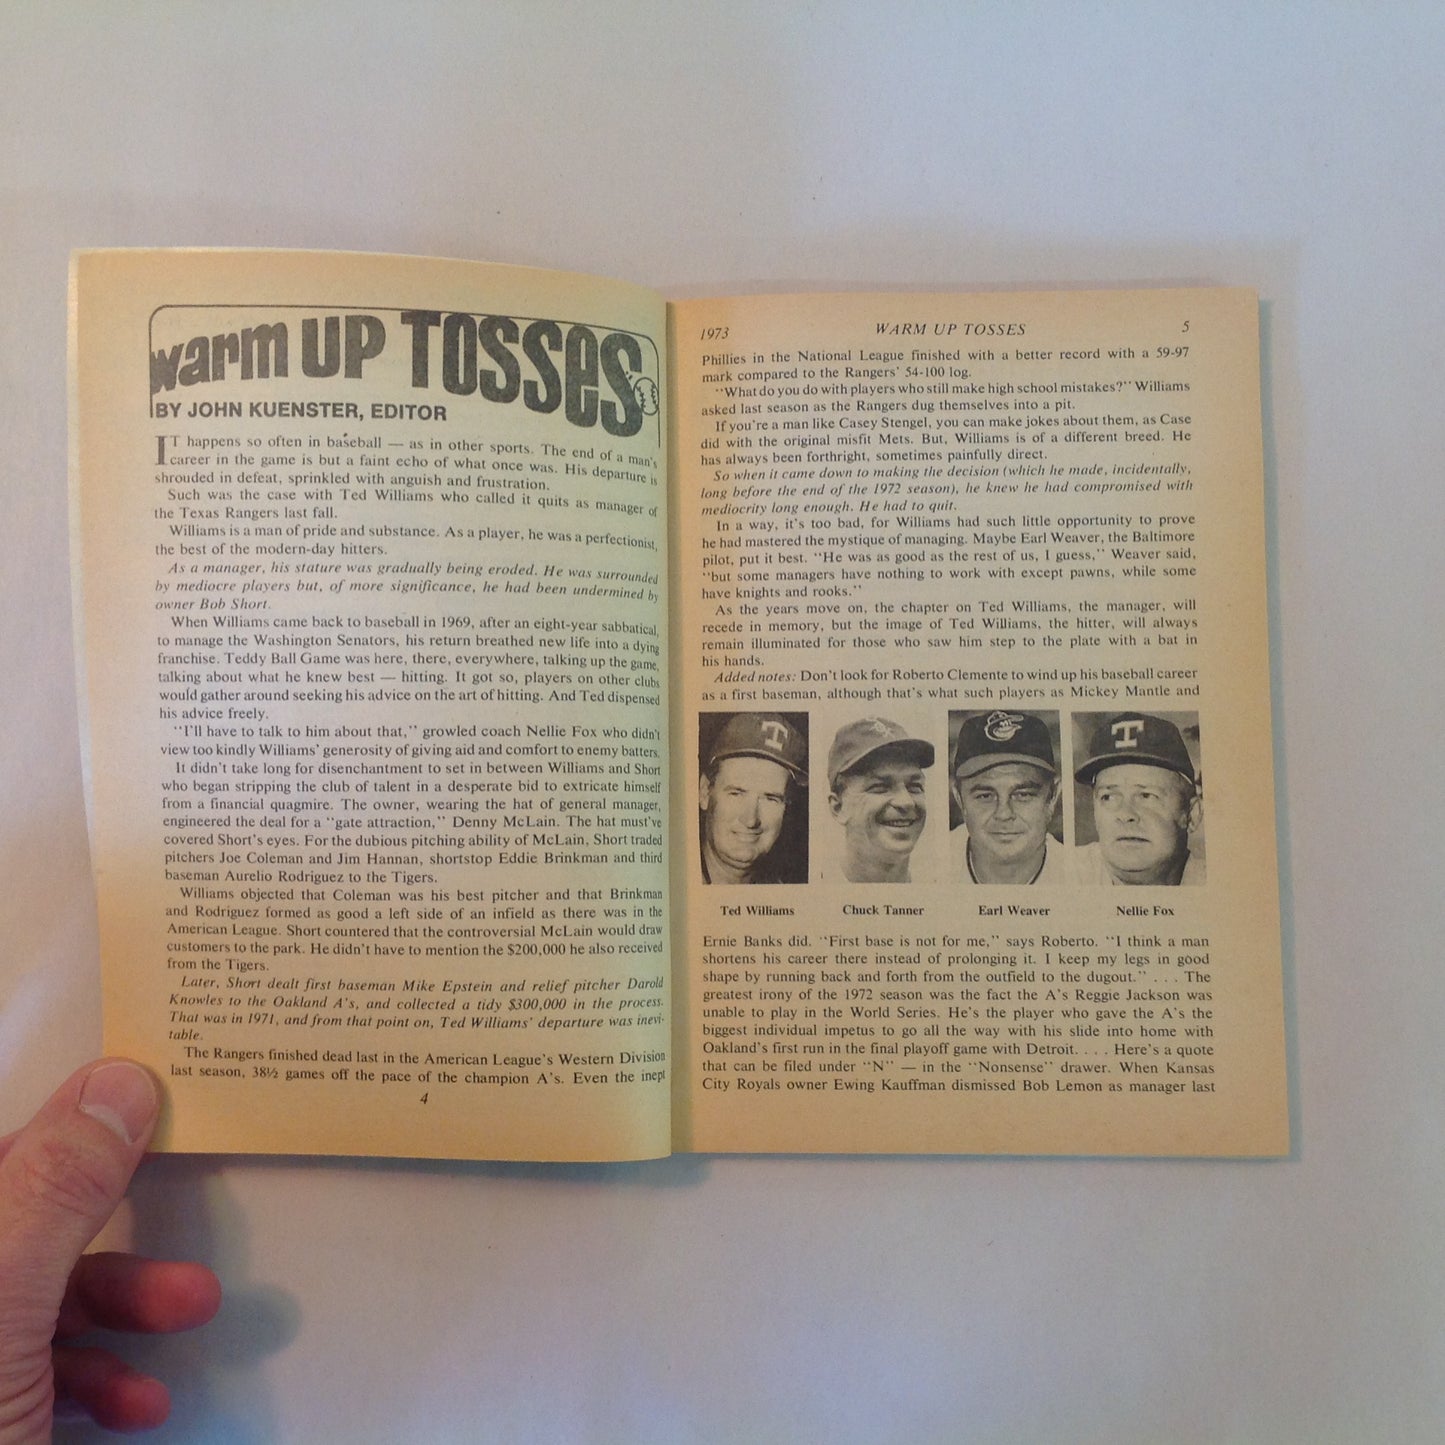 warm UP TOSSES
BY JOHN KUENSTER, EDITOR
IT happens so often in baseball — as in other sports. The end of a man's
career in the game is but a faint echo of what once was. His departure is
shrouded in defeat, sprinkled with anguish and frustration.
Such was the case with Ted Williams who called it quits as manager of
the Texas Rangers last fall.
Williams is a man of pride and substance. As a player, he was a perfectionist,
the best of the modern-day hitters.
As a manager, his stature was gradually being eroded. He was surrounded
by mediocre players but, of more significance, he had been undermined by
owner Bob Short.
When Williams came back to baseball in 1969, after an eight-year sabbatical,
to manage the Washington Senators, his return breathed new life into a dying
franchise. Teddy Ball Game was here, there, everywhere, talking up the game,
talking about what he knew best — hitting. It got so, players on other clubs
would gather around seeking his advice on the art of hitting. And Ted dispensed
his advice freely.
"I'll have to talk to him about that," growled coach Nellie Fox who didn't
view too kindly Williams' generosity of giving aid and comfort to enemy batters.
It didn't take long for disenchantment to set in between Williams and Short
who began stripping the club of talent in a desperate bid to extricate himself
from a financial quagmire. The owner, wearing the hat of general manager,
engineered the deal for a "gate attraction," Denny McLain. The hat must've
covered Short's eyes. For the dubious pitching ability of McLain, Short traded
pitchers Joe Coleman and Jim Hannan, shortstop Eddie Brinkman and third
baseman Aurelio Rodriguez to the Tigers.
Williams objected that Coleman was his best pitcher and that Brinkman
and Rodriguez formed as good a left side of an infield as there was in the
American League. Short countered that the controversial McLain would draw
customers to the park. He didn't have to mention the $200,000 he also received
from the Tigers.
Later, Short dealt first baseman Mike Epstein and relief pitcher Darold
Knowles to the Oakland A's, and collected a tidy $300,000 in the process.
That was in 1971, and from that point on, Ted Williams' departure was inevi-
table.
The Rangers finished dead last in the American League's Western Division
last season, 38½ games off the pace of the champion A's. Even the inept
4
1973 WARM UP TOSSES 5
Phillies in the National League finished with a better record with a 59-97
mark compared to the Rangers' 54-100 log.
"What do you do with players who still make high school mistakes?" Williams
asked last season as the Rangers dug themselves into a pit.
If you're a man like Casey Stengel, you can make jokes about them, as Case
did with the original misfit Mets. But, Williams is of a different breed. He
has always been forthright, sometimes painfully direct.
So when it came down to making the decision (which he made, incidentally,
long before the end of the 1972 season), he knew he had compromised with
mediocrity long enough. He had to quit.
In a way, it's too bad, for Williams had such little opportunity to prove
he had mastered the mystique of managing. Maybe Earl Weaver, the Baltimore
pilot, put it best. "He was as good as the rest of us, I guess," Weaver said,
"but some managers have nothing to work with except pawns, while some
have knights and rooks."
As the years move on, the chapter on Ted Williams, the manager, will
recede in memory, but the image of Ted Williams, the hitter, will always
remain illuminated for those who saw him step to the plate with a bat in
his hands.
Added notes: Don't look for Roberto Clemente to wind up his baseball career
as a first baseman, although that's what such players as Mickey Mantle and
T
T
Ted Williams Chuck Tanner Earl Weaver Nellie Fox
Ernie Banks did. "First base is not for me," says Roberto. "I think a man
shortens his career there instead of prolonging it. I keep my legs in good
shape by running back and forth from the outfield to the dugout." . . . The
greatest irony of the 1972 season was the fact the A's Reggie Jackson was
unable to play in the World Series. He's the player who gave the A's the
biggest individual impetus to go all the way with his slide into home with
Oakland's first run in the final playoff game with Detroit. . . . Here's a quote
that can be filed under "N" — in the "Nonsense" drawer. When Kansas
City Royals owner Ewing Kauffman dismissed Bob Lemon as manager last